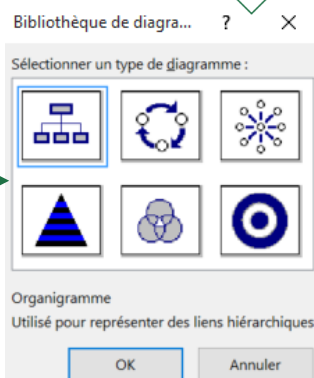 Bibliothèque de diagra... ?
Sélectionner un type de diagramme :
Organigramme
Utilisé pour représenter des liens hiérarchiques
OK Annuler